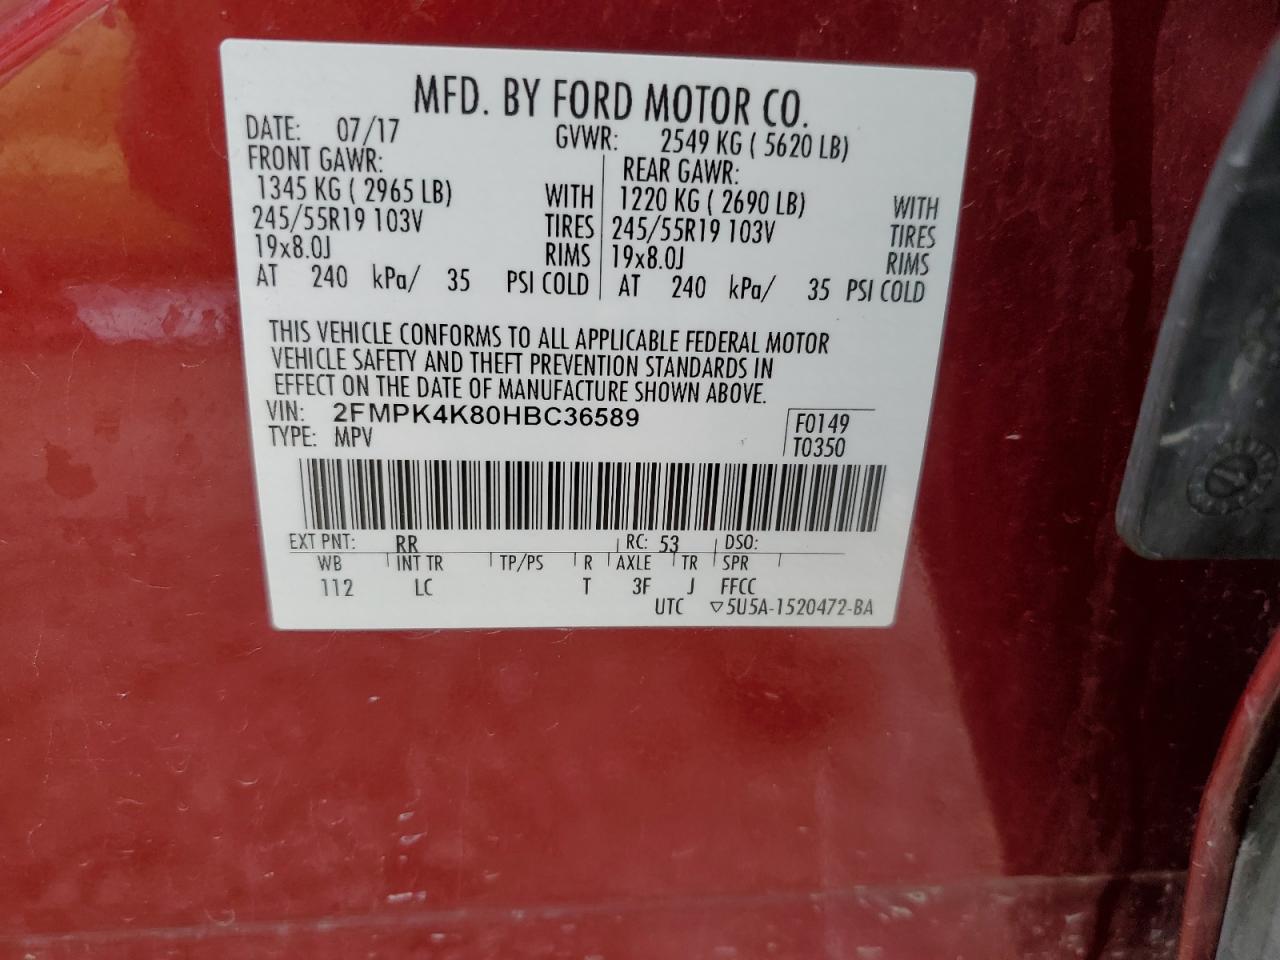 MFD. BY FORD MOTOR CO.
DATE: 07/17 GVWR: 2549 KG ( 5620 LB)
FRONT GAWR: REAR GAWR:
1345 KG ( 2965 LB) WITH 1220 KG ( 2690 LB) WITH
245/55R19 103V TIRES 245/55R19 103V TIRES
19x8.0J RIMS 19x8.0J RIMS
AT 240 kPa/ 35 PSI COLD AT 240 kPa/ 35 PSI COLD
THIS VEHICLE CONFORMS TO ALL APPLICABLE FEDERAL MOTOR
VEHICLE SAFETY AND THEFT PREVENTION STANDARDS IN
EFFECT ON THE DATE OF MANUFACTURE SHOWN ABOVE.
VIN: 2FMPK4K80HBC36589 F0149
TYPE: MPV T0350
EXT PNT: RR RC: 53 DSO:
WB INT TR TP/PS R AXLE TR SPR
112 LC T 3F J FFCC
UTC ▽5U5A-1520472-BA